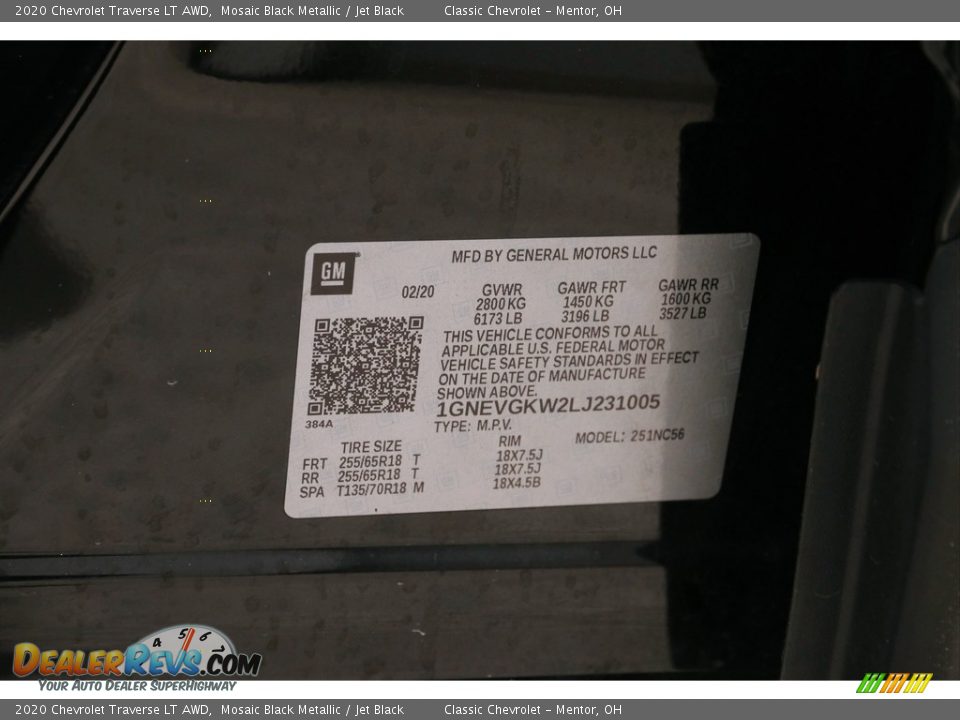 2020 Chevrolet Traverse LT AWD,  Mosaic Black Metallic / Jet Black        Classic Chevrolet – Mentor, OH
GM
MFD BY GENERAL MOTORS LLC
02/20
GVWR GAWR FRT GAWR RR
2800 KG 1450 KG 1600 KG
6173 LB 3196 LB 3527 LB
THIS VEHICLE CONFORMS TO ALL
APPLICABLE U.S. FEDERAL MOTOR
VEHICLE SAFETY STANDARDS IN EFFECT
ON THE DATE OF MANUFACTURE
SHOWN ABOVE.
1GNEVGKW2LJ231005
384A
TYPE: M.P.V.
MODEL: 251NC56
TIRE SIZE RIM
FRT 255/65R18 T 18X7.5J
RR 255/65R18 T 18X7.5J
SPA T135/70R18 M 18X4.5B
4 5 6 7
DEALERREVS.COM
YOUR AUTO DEALER SUPERHIGHWAY
2020 Chevrolet Traverse LT AWD,  Mosaic Black Metallic / Jet Black        Classic Chevrolet – Mentor, OH